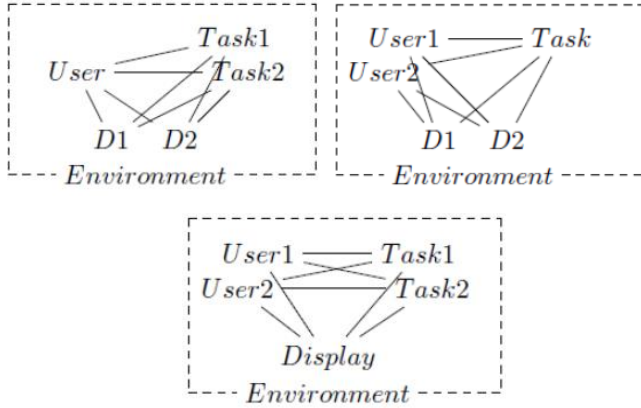 Task1
User
Task2
D1 D2
Environment
User1 Task
User2
D1 D2
Environment
User1 Task1
User2 Task2
Display
Environment